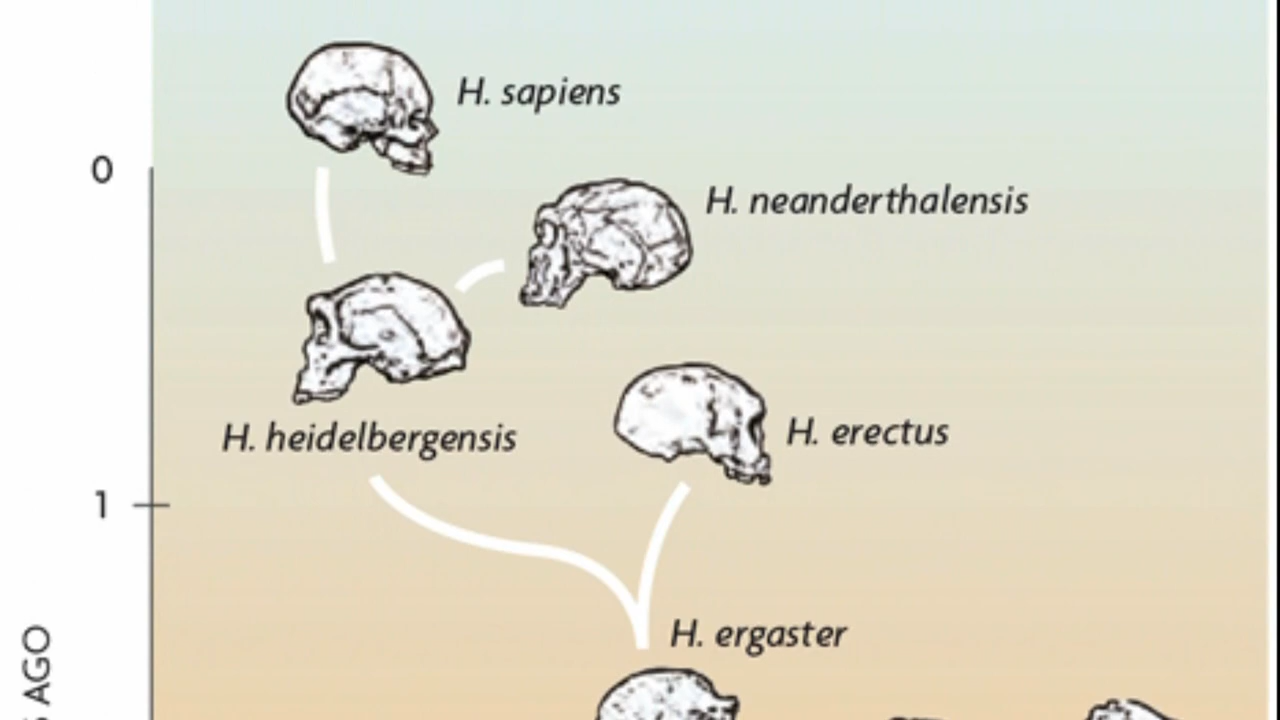 H. sapiens
0
H. neanderthalensis
H. heidelbergensis
H. erectus
1
H. ergaster
AGO